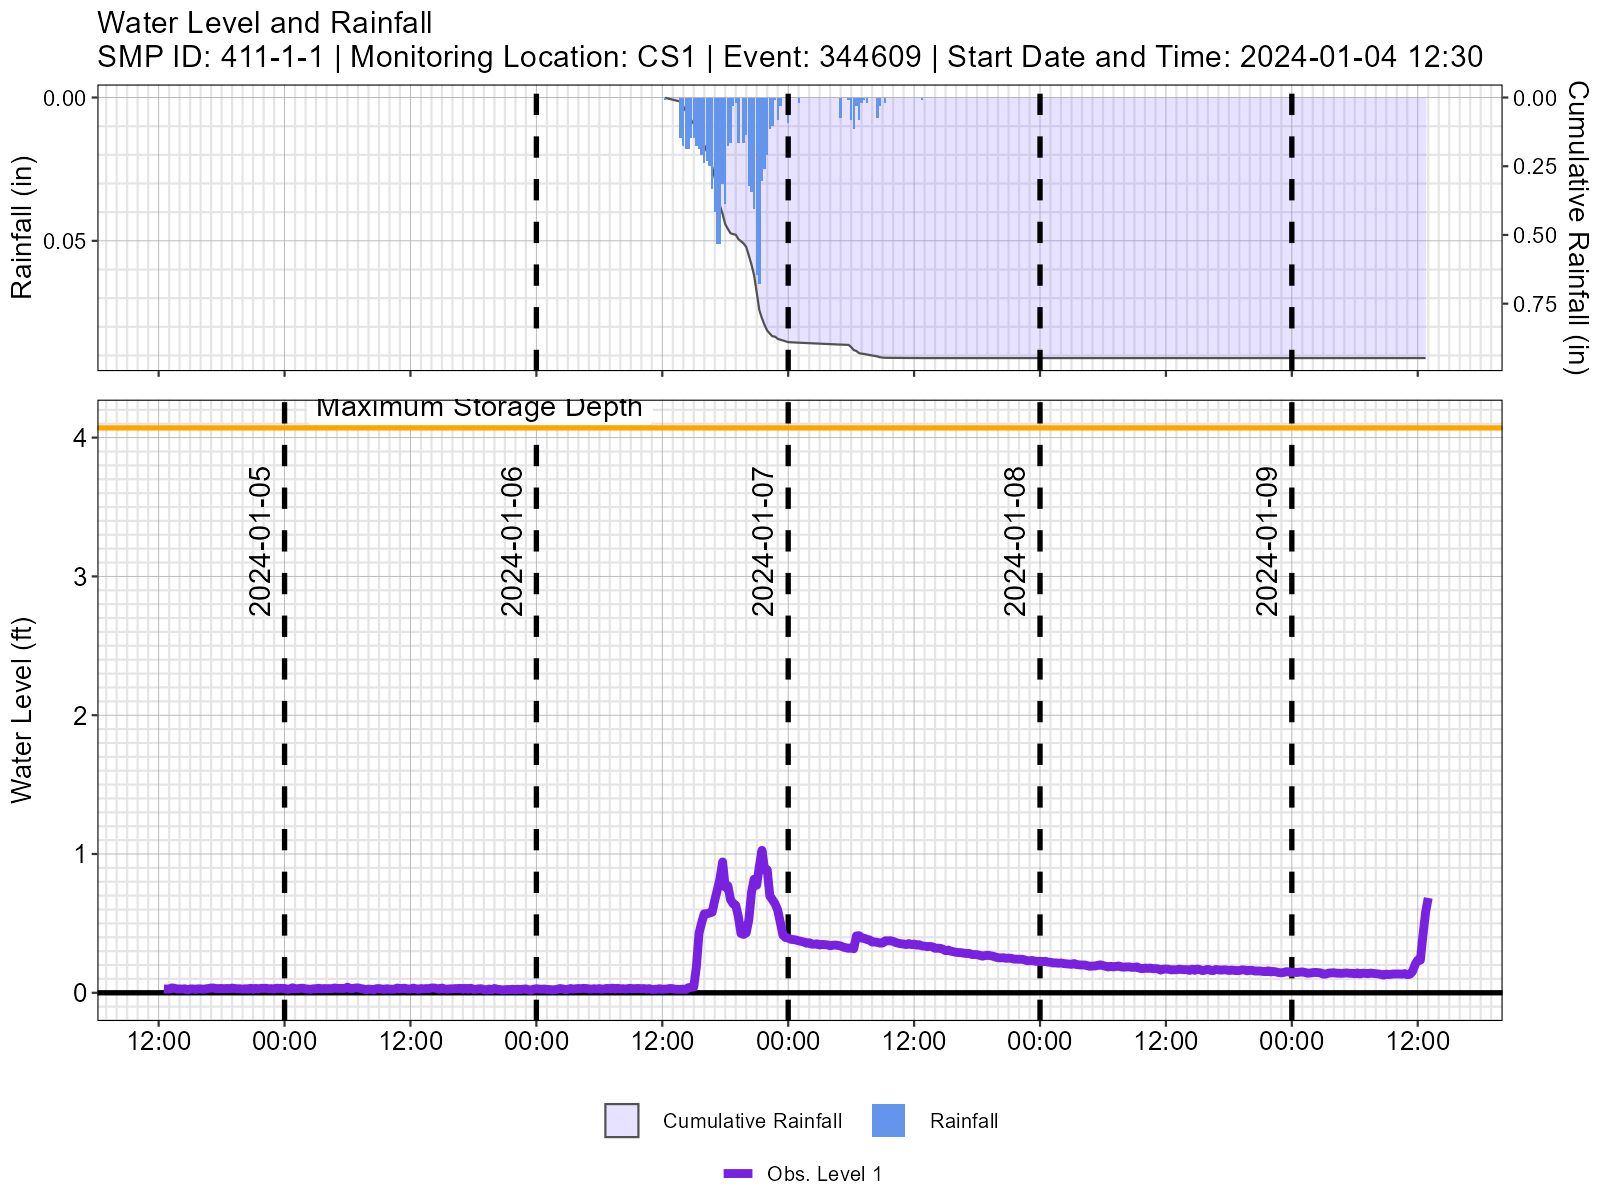 Water Level and Rainfall
SMP ID: 411-1-1 | Monitoring Location: CS1 | Event: 344609 | Start Date and Time: 2024-01-04 12:30
Rainfall (in)
0.00
0.05
0.00
0.25
0.50
0.75
Cumulative Rainfall (in)
Maximum Storage Depth
Water Level (ft)
4
3
2
1
0
2024-01-05
2024-01-06
2024-01-07
2024-01-08
2024-01-09
12:00 00:00 12:00 00:00 12:00 00:00 12:00 00:00 12:00 00:00 12:00
Cumulative Rainfall Rainfall
Obs. Level 1